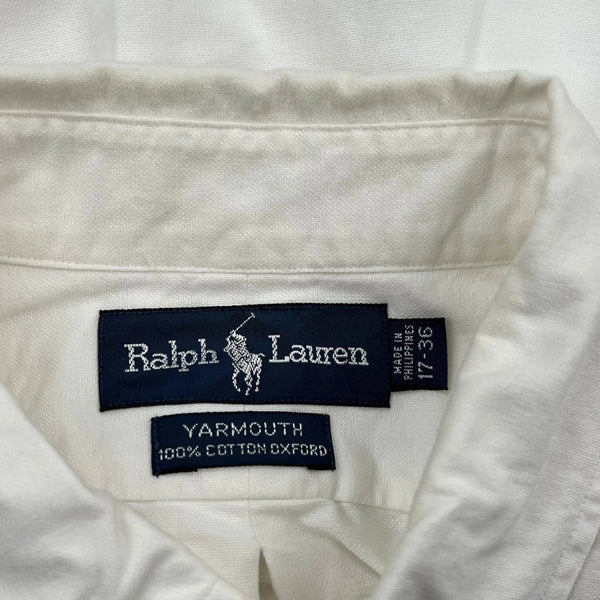 Ralph Lauren
MADE IN
PHILIPPINES
17-36
YARMOUTH
100% COTTON OXFORD